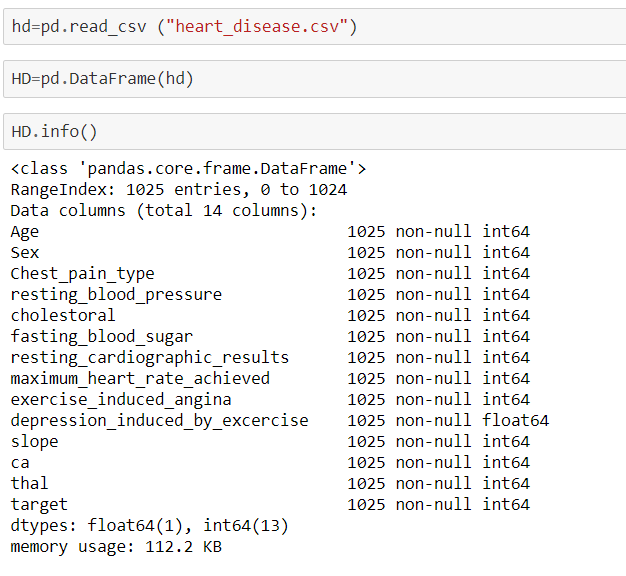 hd=pd.read_csv ("heart_disease.csv")
HD=pd.DataFrame(hd)
HD.info()
<class 'pandas.core.frame.DataFrame'>
RangeIndex: 1025 entries, 0 to 1024
Data columns (total 14 columns):
Age                                1025 non-null int64
Sex                                1025 non-null int64
Chest_pain_type                    1025 non-null int64
resting_blood_pressure             1025 non-null int64
cholestoral                        1025 non-null int64
fasting_blood_sugar                1025 non-null int64
resting_cardiographic_results      1025 non-null int64
maximum_heart_rate_achieved        1025 non-null int64
exercise_induced_angina            1025 non-null int64
depression_induced_by_excercise    1025 non-null float64
slope                              1025 non-null int64
ca                                 1025 non-null int64
thal                               1025 non-null int64
target                             1025 non-null int64
dtypes: float64(1), int64(13)
memory usage: 112.2 KB